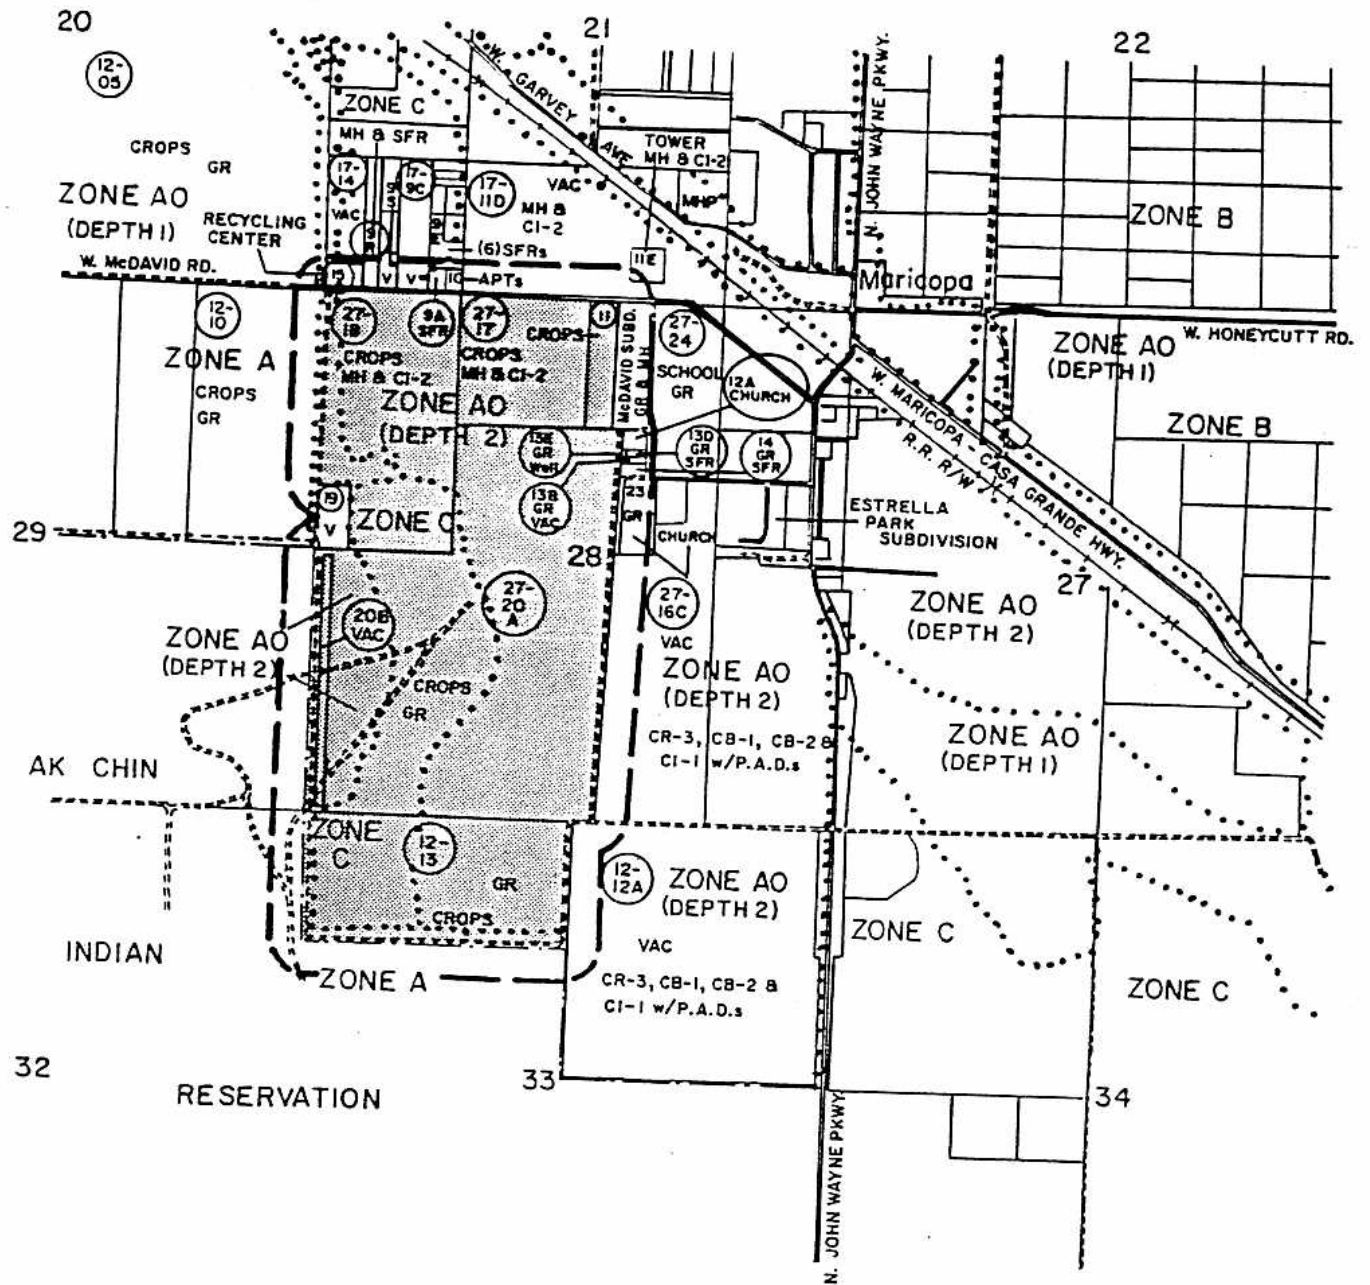 20
21
22
12-
05
W. GARVEY AVE
N. JOHN WAYNE PKWY.
ZONE C
MH & SFR
TOWER
MH & CI-2
CROPS
GR
17-
14
17-
9C
17-
11D
VAC
MHP
ZONE AO
(DEPTH 1)
RECYCLING
CENTER
VAC
MH &
CI-2
ZONE B
(6) SFRs
11E
W. McDAVID RD.
15
V
V
10
APTs
Maricopa
12-
10
27-
18
9A
SFR
27-
17
11
CROPS
McDAVID SUBD.
GR & MH
27-
24
W. HONEYCUTT RD.
ZONE A
CROPS
GR
CROPS
MH & CI-2
CROPS
MH & CI-2
SCHOOL
GR
12A
CHURCH
ZONE AO
(DEPTH 1)
W. MARICOPA - CASA GRANDE HWY.
R.R. R/W
ZONE AO
(DEPTH 2)
13E
GR
Well
13D
GR
SFR
14
GR
SFR
ZONE B
19
V
ZONE C
13B
GR
VAC
23
GR
CHURCH
ESTRELLA
PARK
SUBDIVISION
29
28
27
27-
20
A
27-
16C
VAC
20B
VAC
ZONE AO
(DEPTH 2)
ZONE AO
(DEPTH 2)
ZONE AO
(DEPTH 2)
CROPS
GR
CR-3, CB-1, CB-2 &
CI-1 w/P.A.D.s
ZONE AO
(DEPTH 1)
AK CHIN
ZONE
C
12-
13
GR
CROPS
12-
12A
ZONE AO
(DEPTH 2)
VAC
CR-3, CB-1, CB-2 &
CI-1 w/P.A.D.s
ZONE C
INDIAN
ZONE A
ZONE C
32
33
34
RESERVATION
N. JOHN WAYNE PKWY.